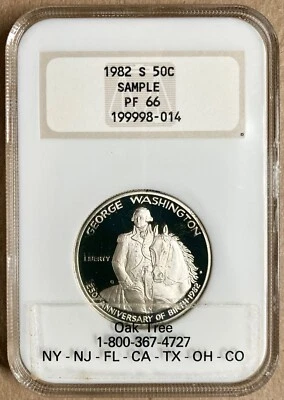 1982 S 50C
SAMPLE
PF 66
199998-014
GEORGE WASHINGTON
LIBERTY
250TH ANNIVERSARY OF BIRTH 1982
Oak Tree
1-800-367-4727
NY - NJ - FL - CA - TX - OH - CO